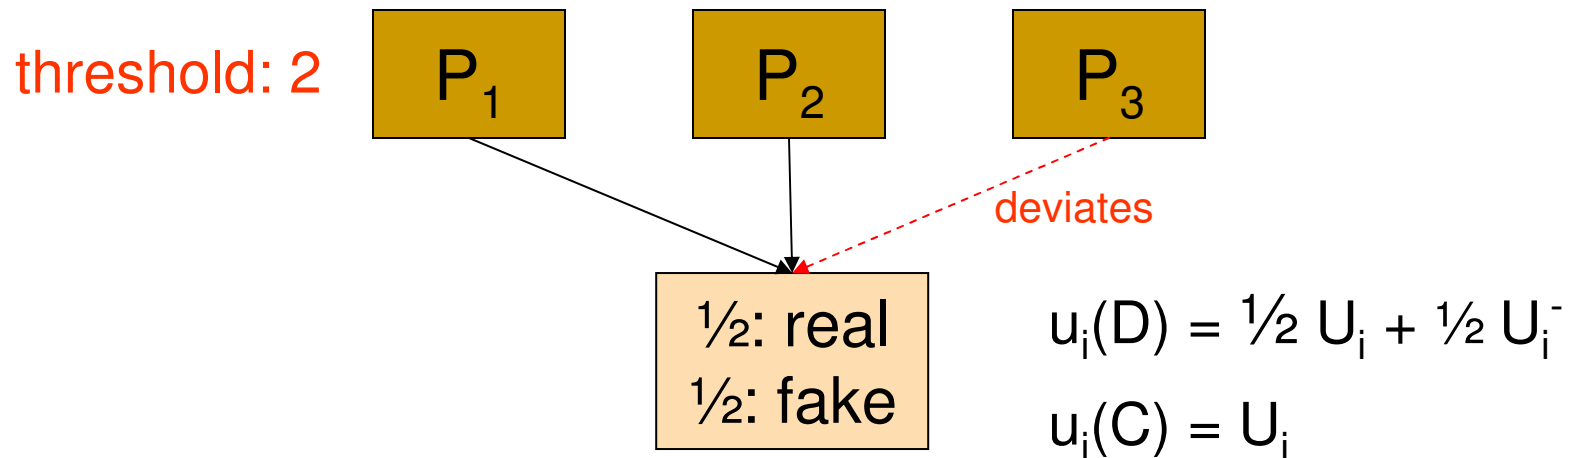 threshold: 2
P₁
P₂
P₃
deviates
½: real
½: fake
uᵢ(D) = ½ Uᵢ + ½ Uᵢ⁻
uᵢ(C) = Uᵢ